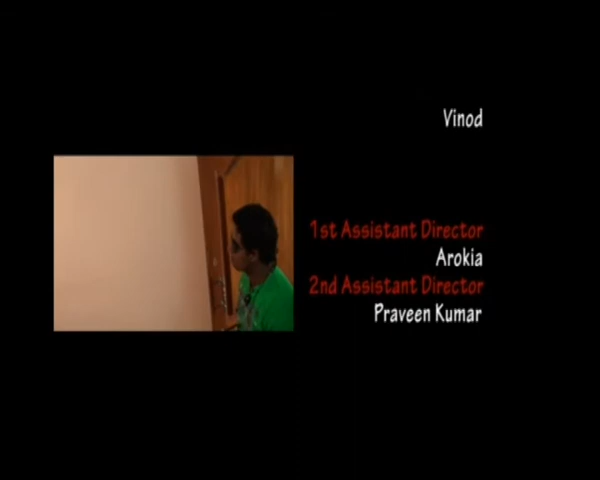 Vinod
1st Assistant Director
Arokia
2nd Assistant Director
Praveen Kumar